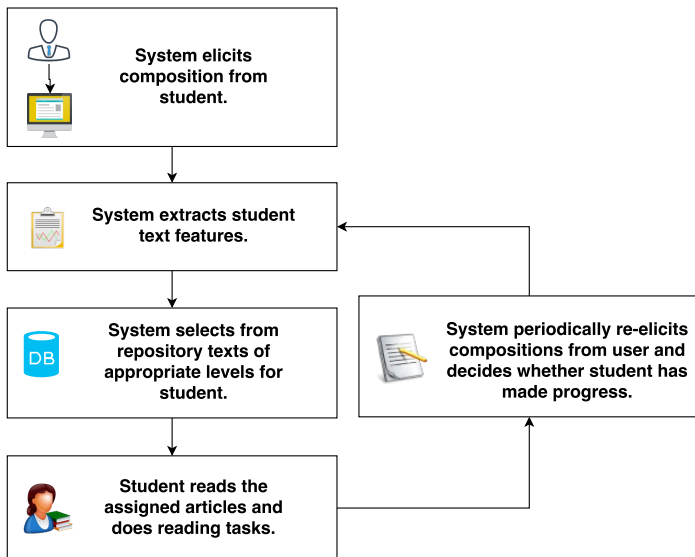 System elicits
composition from
student.
System extracts student
text features.
DB
System selects from
repository texts of
appropriate levels for
student.
System periodically re-elicits
compositions from user and
decides whether student has
made progress.
Student reads the
assigned articles and
does reading tasks.